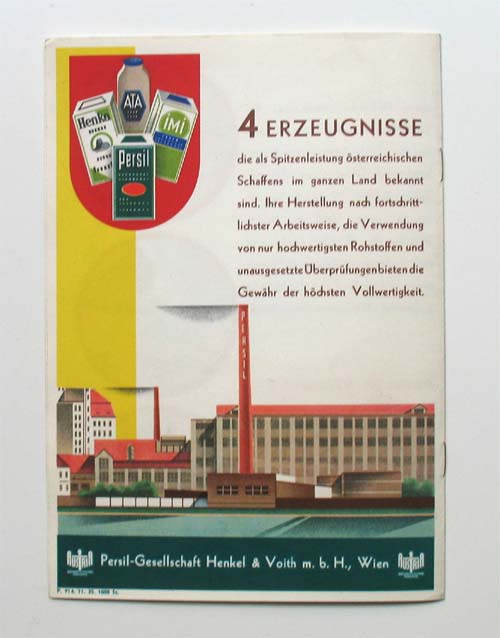 Henko
ATA
iMi
Persil
4 ERZEUGNISSE
die als Spitzenleistung österreichischen
Schaffens im ganzen Land bekannt
sind. Ihre Herstellung nach fortschritt-
lichster Arbeitsweise, die Verwendung
von nur hochwertigsten Rohstoffen und
unausgesetzte Überprüfungen bieten die
Gewähr der höchsten Vollwertigkeit.
PERSIL
Persil-Gesellschaft Henkel & Voith m. b. H., Wien